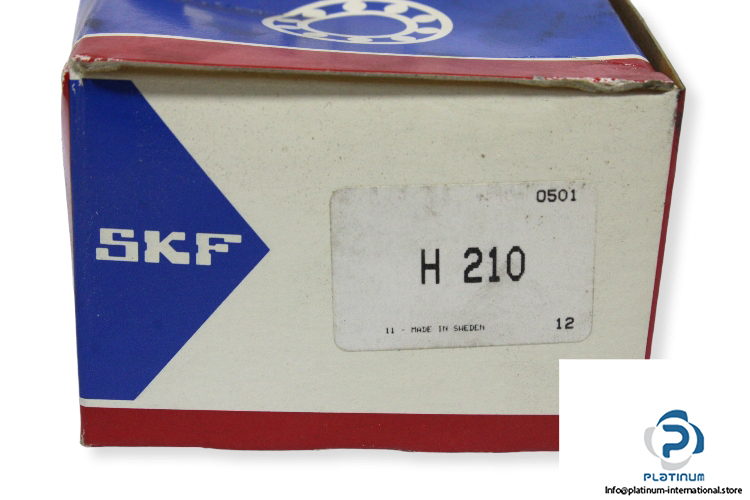 SKF
0501
H 210
11 - MADE IN SWEDEN
12
PLATINUM
Info@platinum-international.store